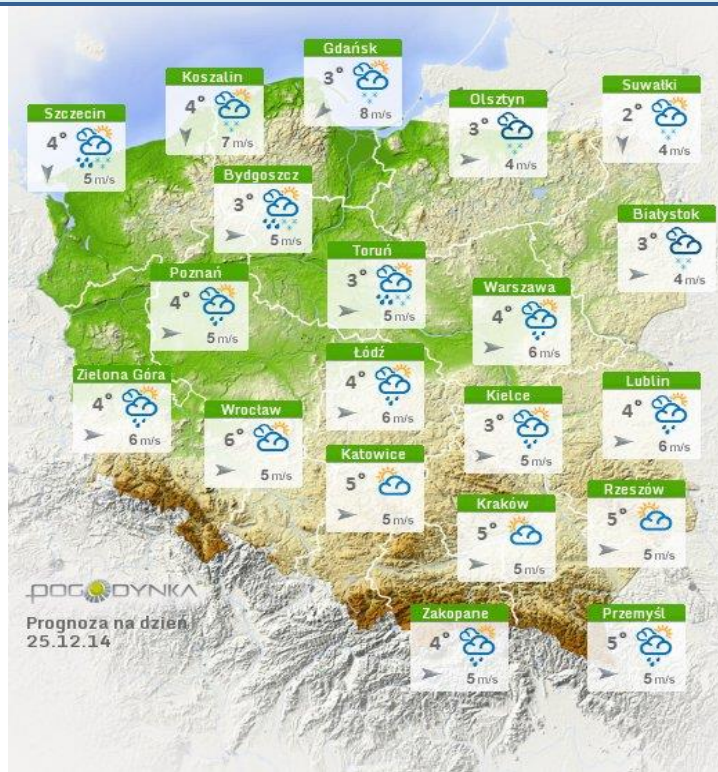 Gdańsk
3°
8 m/s
Koszalin
4°
7 m/s
Suwałki
2°
4 m/s
Olsztyn
3°
4 m/s
Szczecin
4°
5 m/s
Bydgoszcz
3°
5 m/s
Białystok
3°
4 m/s
Toruń
3°
5 m/s
Poznań
4°
5 m/s
Warszawa
4°
6 m/s
Łódź
4°
6 m/s
Zielona Góra
4°
6 m/s
Lublin
4°
6 m/s
Kielce
3°
5 m/s
Wrocław
6°
5 m/s
Katowice
5°
5 m/s
Rzeszów
5°
5 m/s
Kraków
5°
5 m/s
POGODYNKA
Prognoza na dzień
25.12.14
Zakopane
4°
5 m/s
Przemyśl
5°
5 m/s